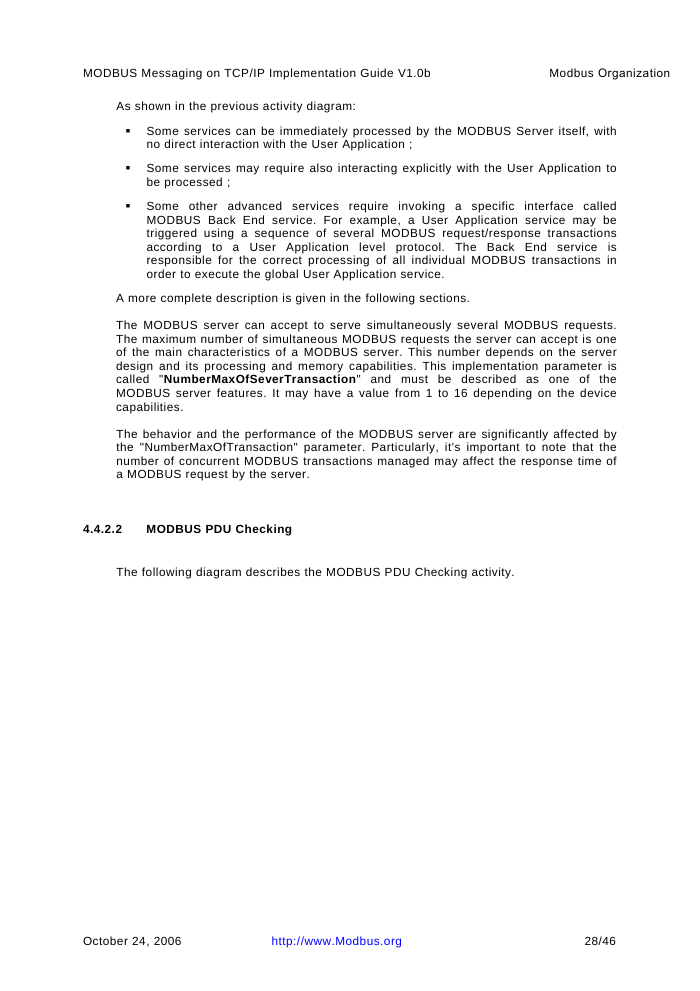 MODBUS Messaging on TCP/IP Implementation Guide V1.0b Modbus Organization
As shown in the previous activity diagram:
▪ Some services can be immediately processed by the MODBUS Server itself, with
no direct interaction with the User Application ;
▪ Some services may require also interacting explicitly with the User Application to
be processed ;
▪ Some other advanced services require invoking a specific interface called
MODBUS Back End service. For example, a User Application service may be
triggered using a sequence of several MODBUS request/response transactions
according to a User Application level protocol. The Back End service is
responsible for the correct processing of all individual MODBUS transactions in
order to execute the global User Application service.
A more complete description is given in the following sections.
The MODBUS server can accept to serve simultaneously several MODBUS requests.
The maximum number of simultaneous MODBUS requests the server can accept is one
of the main characteristics of a MODBUS server. This number depends on the server
design and its processing and memory capabilities. This implementation parameter is
called "NumberMaxOfSeverTransaction" and must be described as one of the
MODBUS server features. It may have a value from 1 to 16 depending on the device
capabilities.
The behavior and the performance of the MODBUS server are significantly affected by
the "NumberMaxOfTransaction" parameter. Particularly, it's important to note that the
number of concurrent MODBUS transactions managed may affect the response time of
a MODBUS request by the server.
4.4.2.2 MODBUS PDU Checking
The following diagram describes the MODBUS PDU Checking activity.
October 24, 2006 http://www.Modbus.org 28/46